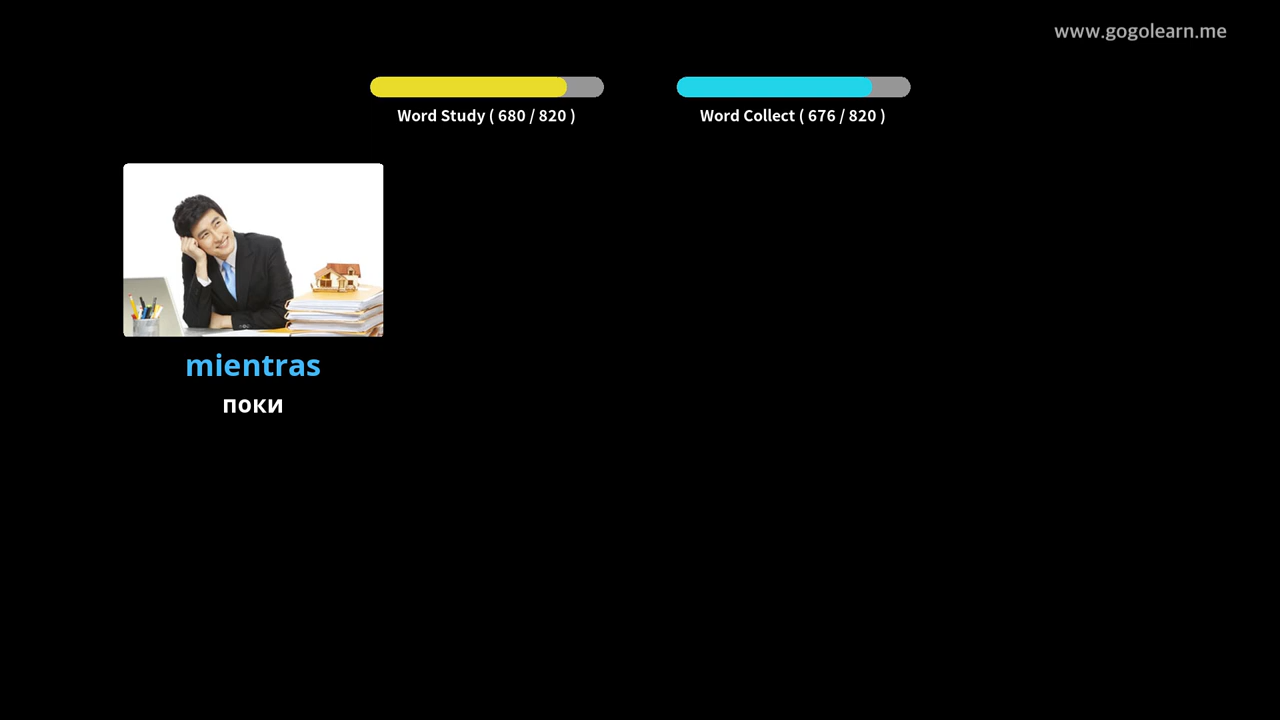 www.gogolearn.me
Word Study ( 680 / 820 )
Word Collect ( 676 / 820 )
mientras
поки